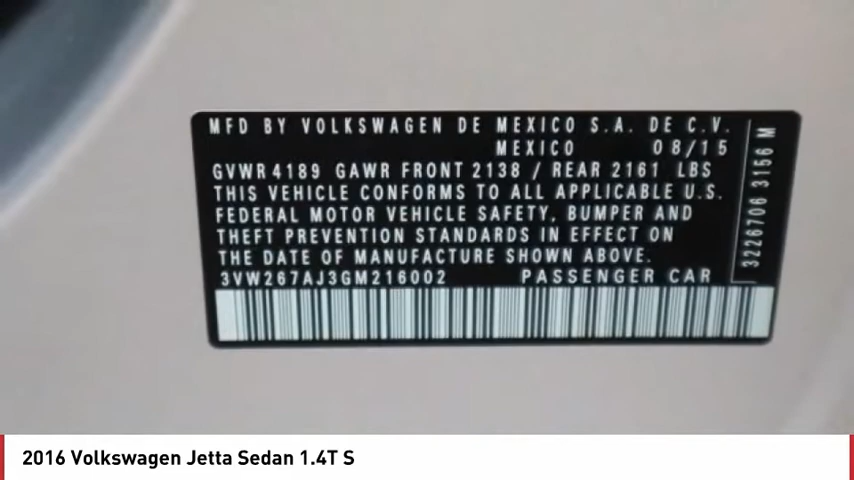 MFD BY VOLKSWAGEN DE MEXICO S.A. DE C.V.
MEXICO 08/15
GVWR 4189 GAWR FRONT 2138 / REAR 2161 LBS
THIS VEHICLE CONFORMS TO ALL APPLICABLE U.S.
FEDERAL MOTOR VEHICLE SAFETY, BUMPER AND
THEFT PREVENTION STANDARDS IN EFFECT ON
THE DATE OF MANUFACTURE SHOWN ABOVE.
3VW267AJ3GM216002 PASSENGER CAR
3226706 3156 M
2016 Volkswagen Jetta Sedan 1.4T S